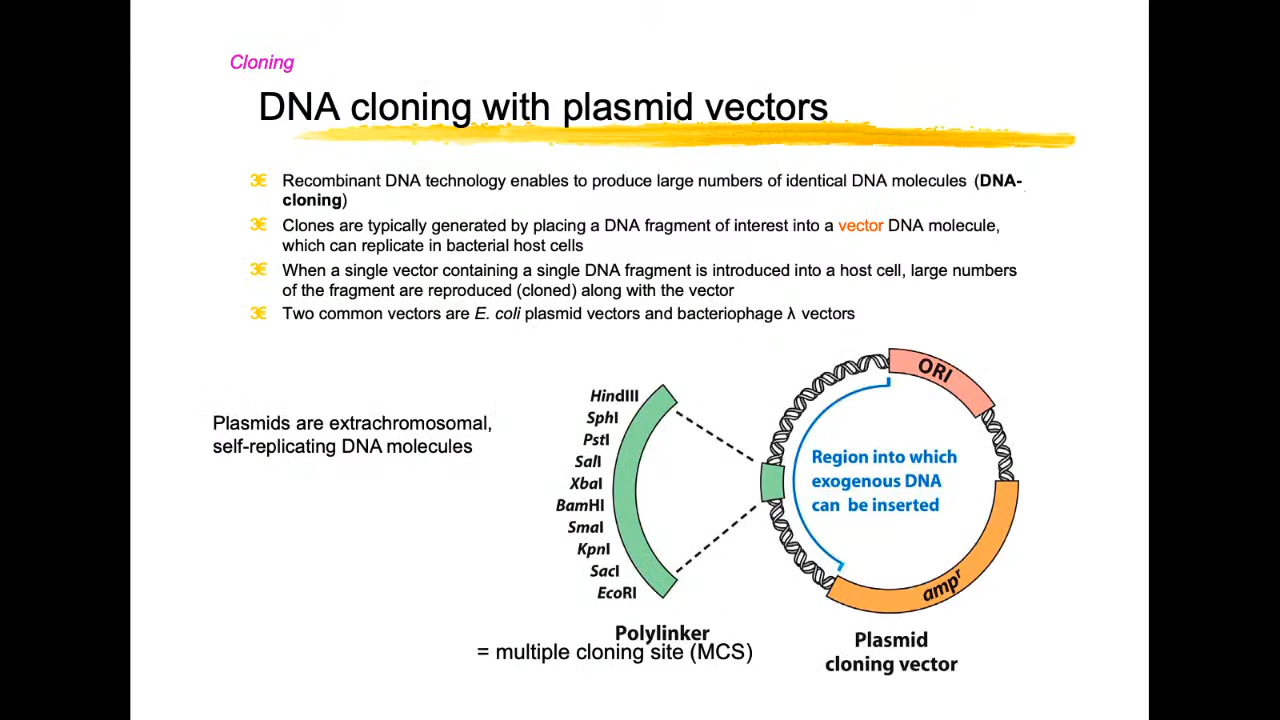 Cloning
DNA cloning with plasmid vectors
Recombinant DNA technology enables to produce large numbers of identical DNA molecules (DNA-
cloning)
Clones are typically generated by placing a DNA fragment of interest into a vector DNA molecule,
which can replicate in bacterial host cells
When a single vector containing a single DNA fragment is introduced into a host cell, large numbers
of the fragment are reproduced (cloned) along with the vector
Two common vectors are E. coli plasmid vectors and bacteriophage λ vectors
Plasmids are extrachromosomal,
self-replicating DNA molecules
HindIII
SphI
PstI
SalI
XbaI
BamHI
SmaI
KpnI
SacI
EcoRI
Polylinker
= multiple cloning site (MCS)
ORI
Region into which
exogenous DNA
can be inserted
ampʳ
Plasmid
cloning vector